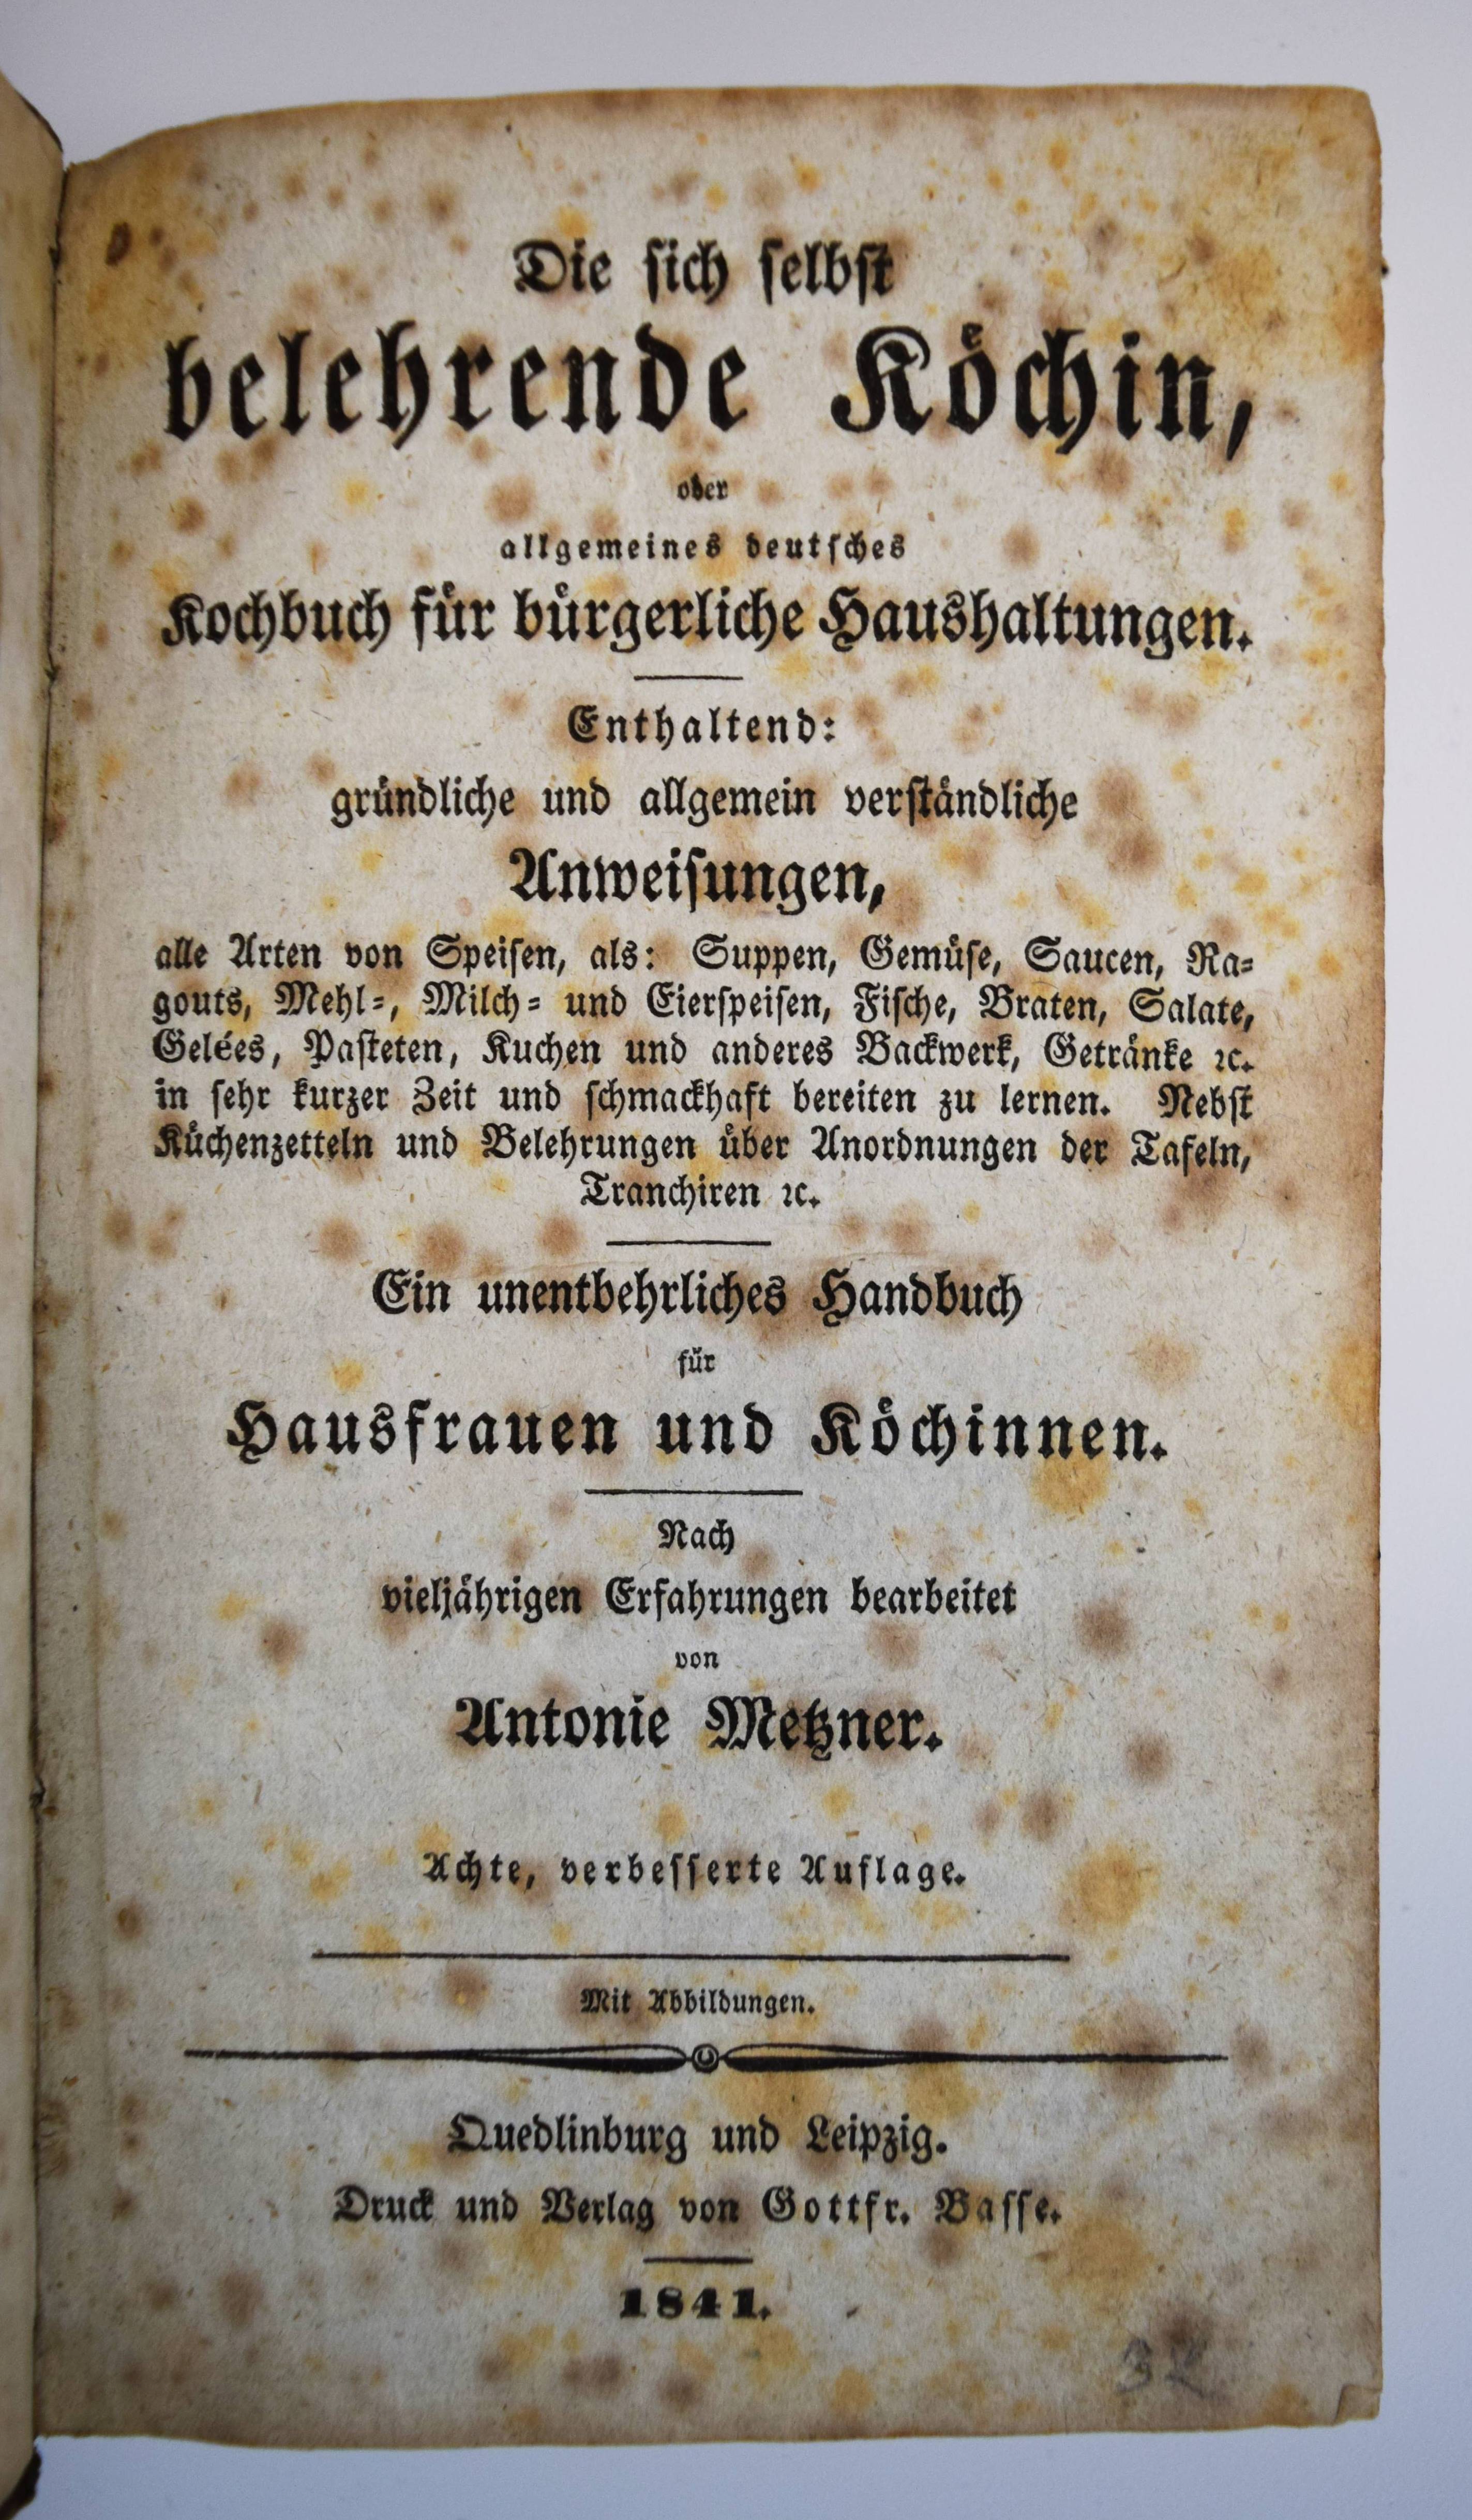 Die sich selbst
belehrende Köchin,
oder
allgemeines deutsches
Kochbuch für bürgerliche Haushaltungen.
Enthaltend:
gründliche und allgemein verständliche
Anweisungen,
alle Arten von Speisen, als: Suppen, Gemüse, Saucen, Ra-
gouts, Mehl-, Milch- und Eierspeisen, Fische, Braten, Salate,
Gelées, Pasteten, Kuchen und anderes Backwerk, Getränke ꝛc.
in sehr kurzer Zeit und schmackhaft bereiten zu lernen. Nebst
Küchenzetteln und Belehrungen über Anordnungen der Tafeln,
Tranchiren ꝛc.
Ein unentbehrliches Handbuch
für
Hausfrauen und Köchinnen.
Nach
vieljährigen Erfahrungen bearbeitet
von
Antonie Metzner.
Achte, verbesserte Auflage.
Mit Abbildungen.
Quedlinburg und Leipzig.
Druck und Verlag von Gottfr. Basse.
1841.
32